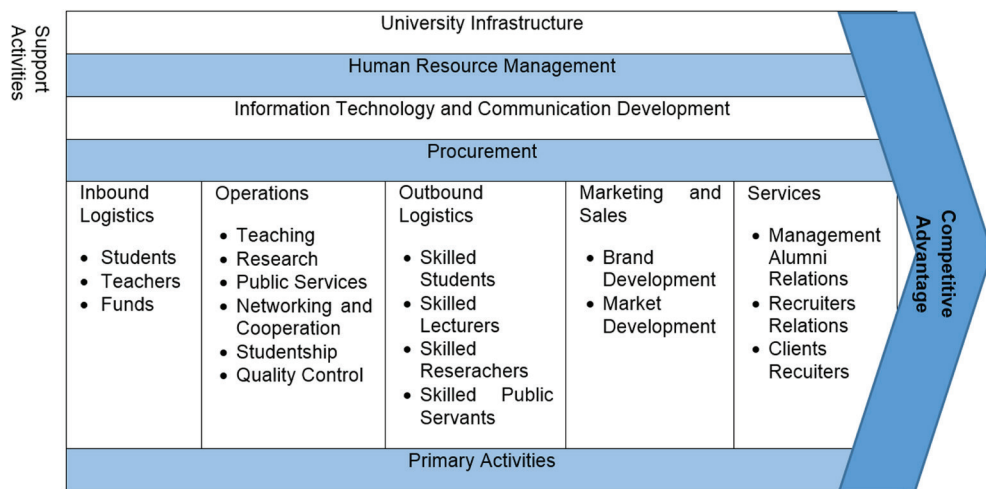 Support
Activities
University Infrastructure
Human Resource Management
Information Technology and Communication Development
Procurement
Inbound
Logistics
• Students
• Teachers
• Funds
Operations
• Teaching
• Research
• Public Services
• Networking and
Cooperation
• Studentship
• Quality Control
Outbound
Logistics
• Skilled
Students
• Skilled
Lecturers
• Skilled
Reserachers
• Skilled Public
Servants
Marketing and
Sales
• Brand
Development
• Market
Development
Services
• Management
Alumni
Relations
• Recruiters
Relations
• Clients
Recuiters
Competitive
Advantage
Primary Activities